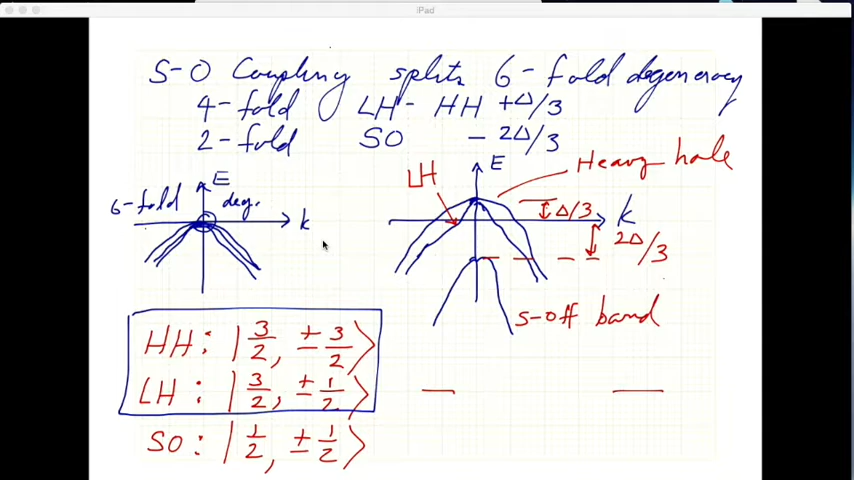 iPad
S-O Coupling splits 6-fold degeneracy
4-fold LH- HH +Δ/3
2-fold SO - 2Δ/3
E Heavy hole
LH
E
6-fold deg.
Δ/3 k
k
2Δ/3
s-off band
HH: |3/2, ±3/2⟩
LH: |3/2, ±1/2⟩
SO: |1/2, ±1/2⟩